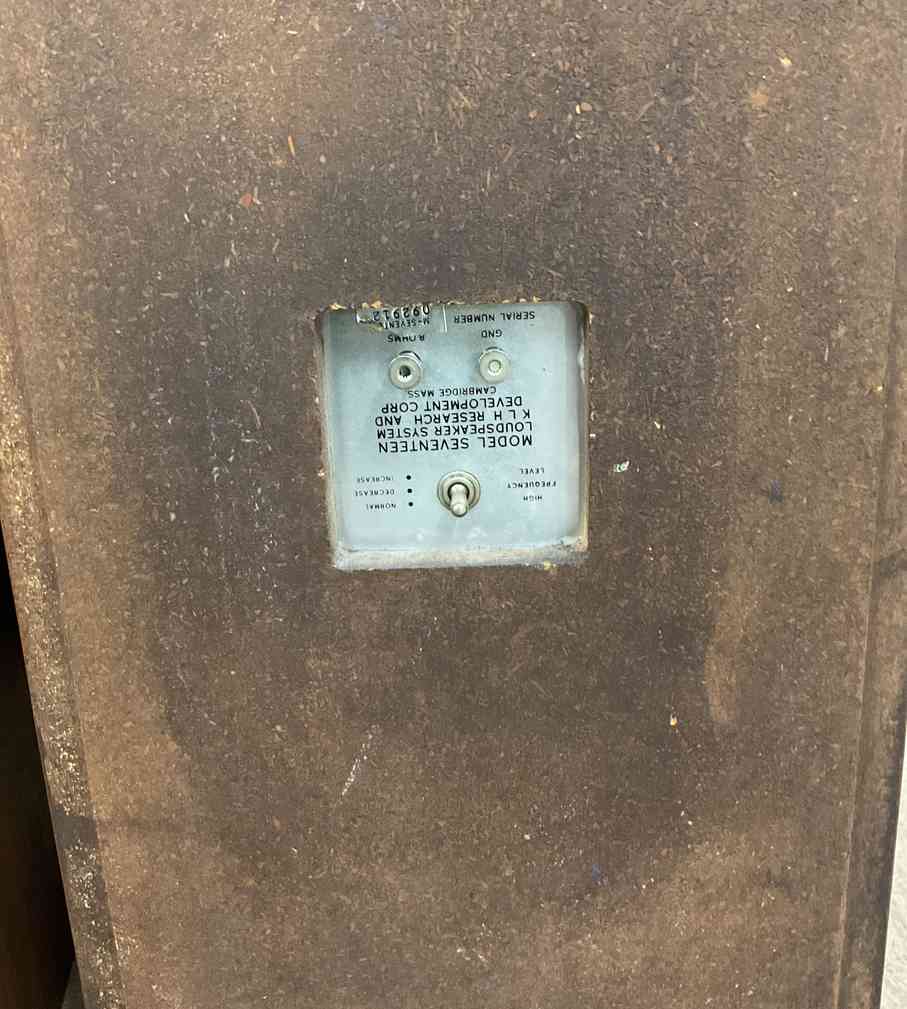 HIGH
FREQUENCY
LEVEL
NORMAL
DECREASE
INCREASE
MODEL SEVENTEEN
LOUDSPEAKER SYSTEM
K L H RESEARCH AND
DEVELOPMENT CORP
CAMBRIDGE MASS
GND
8 OHMS
SERIAL NUMBER
092912